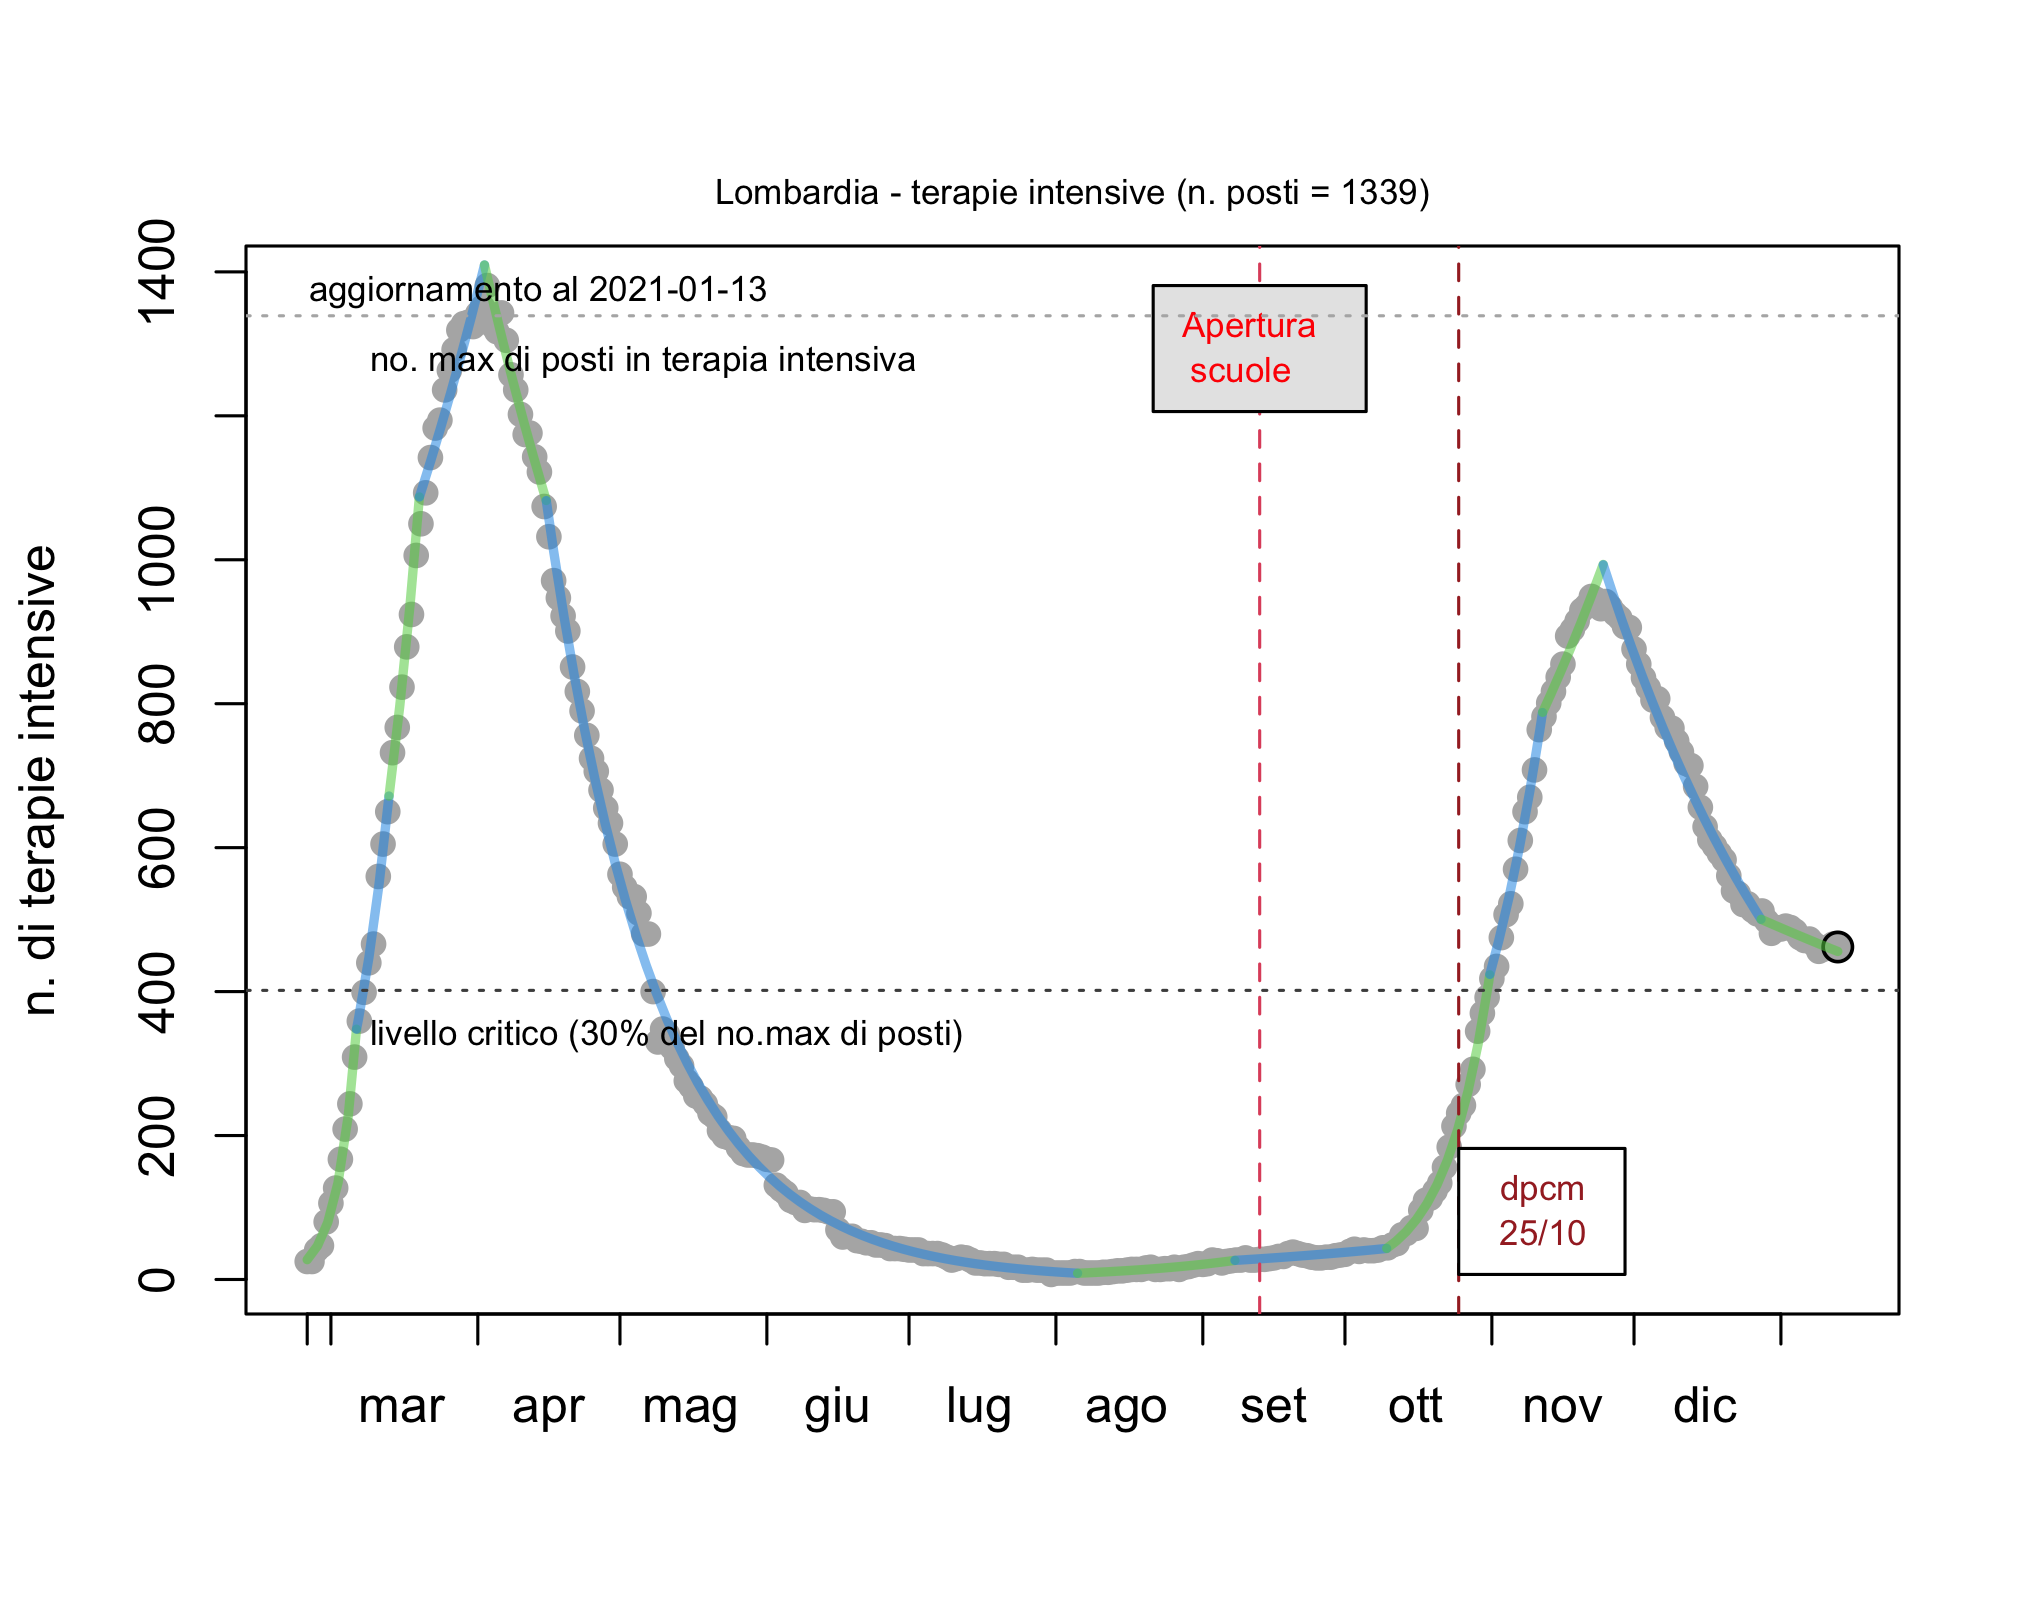 Lombardia - terapie intensive (n. posti = 1339)
aggiornamento al 2021-01-13
no. max di posti in terapia intensiva
Apertura
scuole
livello critico (30% del no.max di posti)
dpcm
25/10
n. di terapie intensive
1400
1000
800
600
400
200
0
mar apr mag giu lug ago set ott nov dic